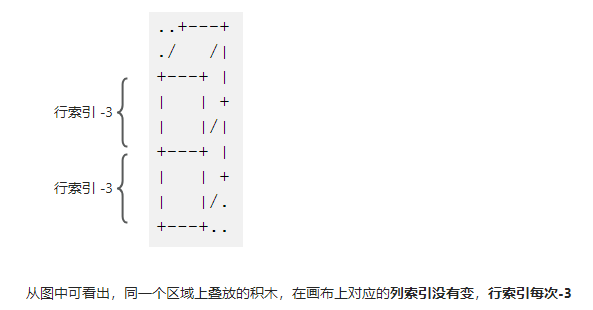 ..+---+
./   /|
+---+ |
|   | +
|   |/|
+---+ |
|   | +
|   |/.
+---+..
行索引 -3
行索引 -3
从图中可看出，同一个区域上叠放的积木，在画布上对应的列索引没有变，行索引每次-3